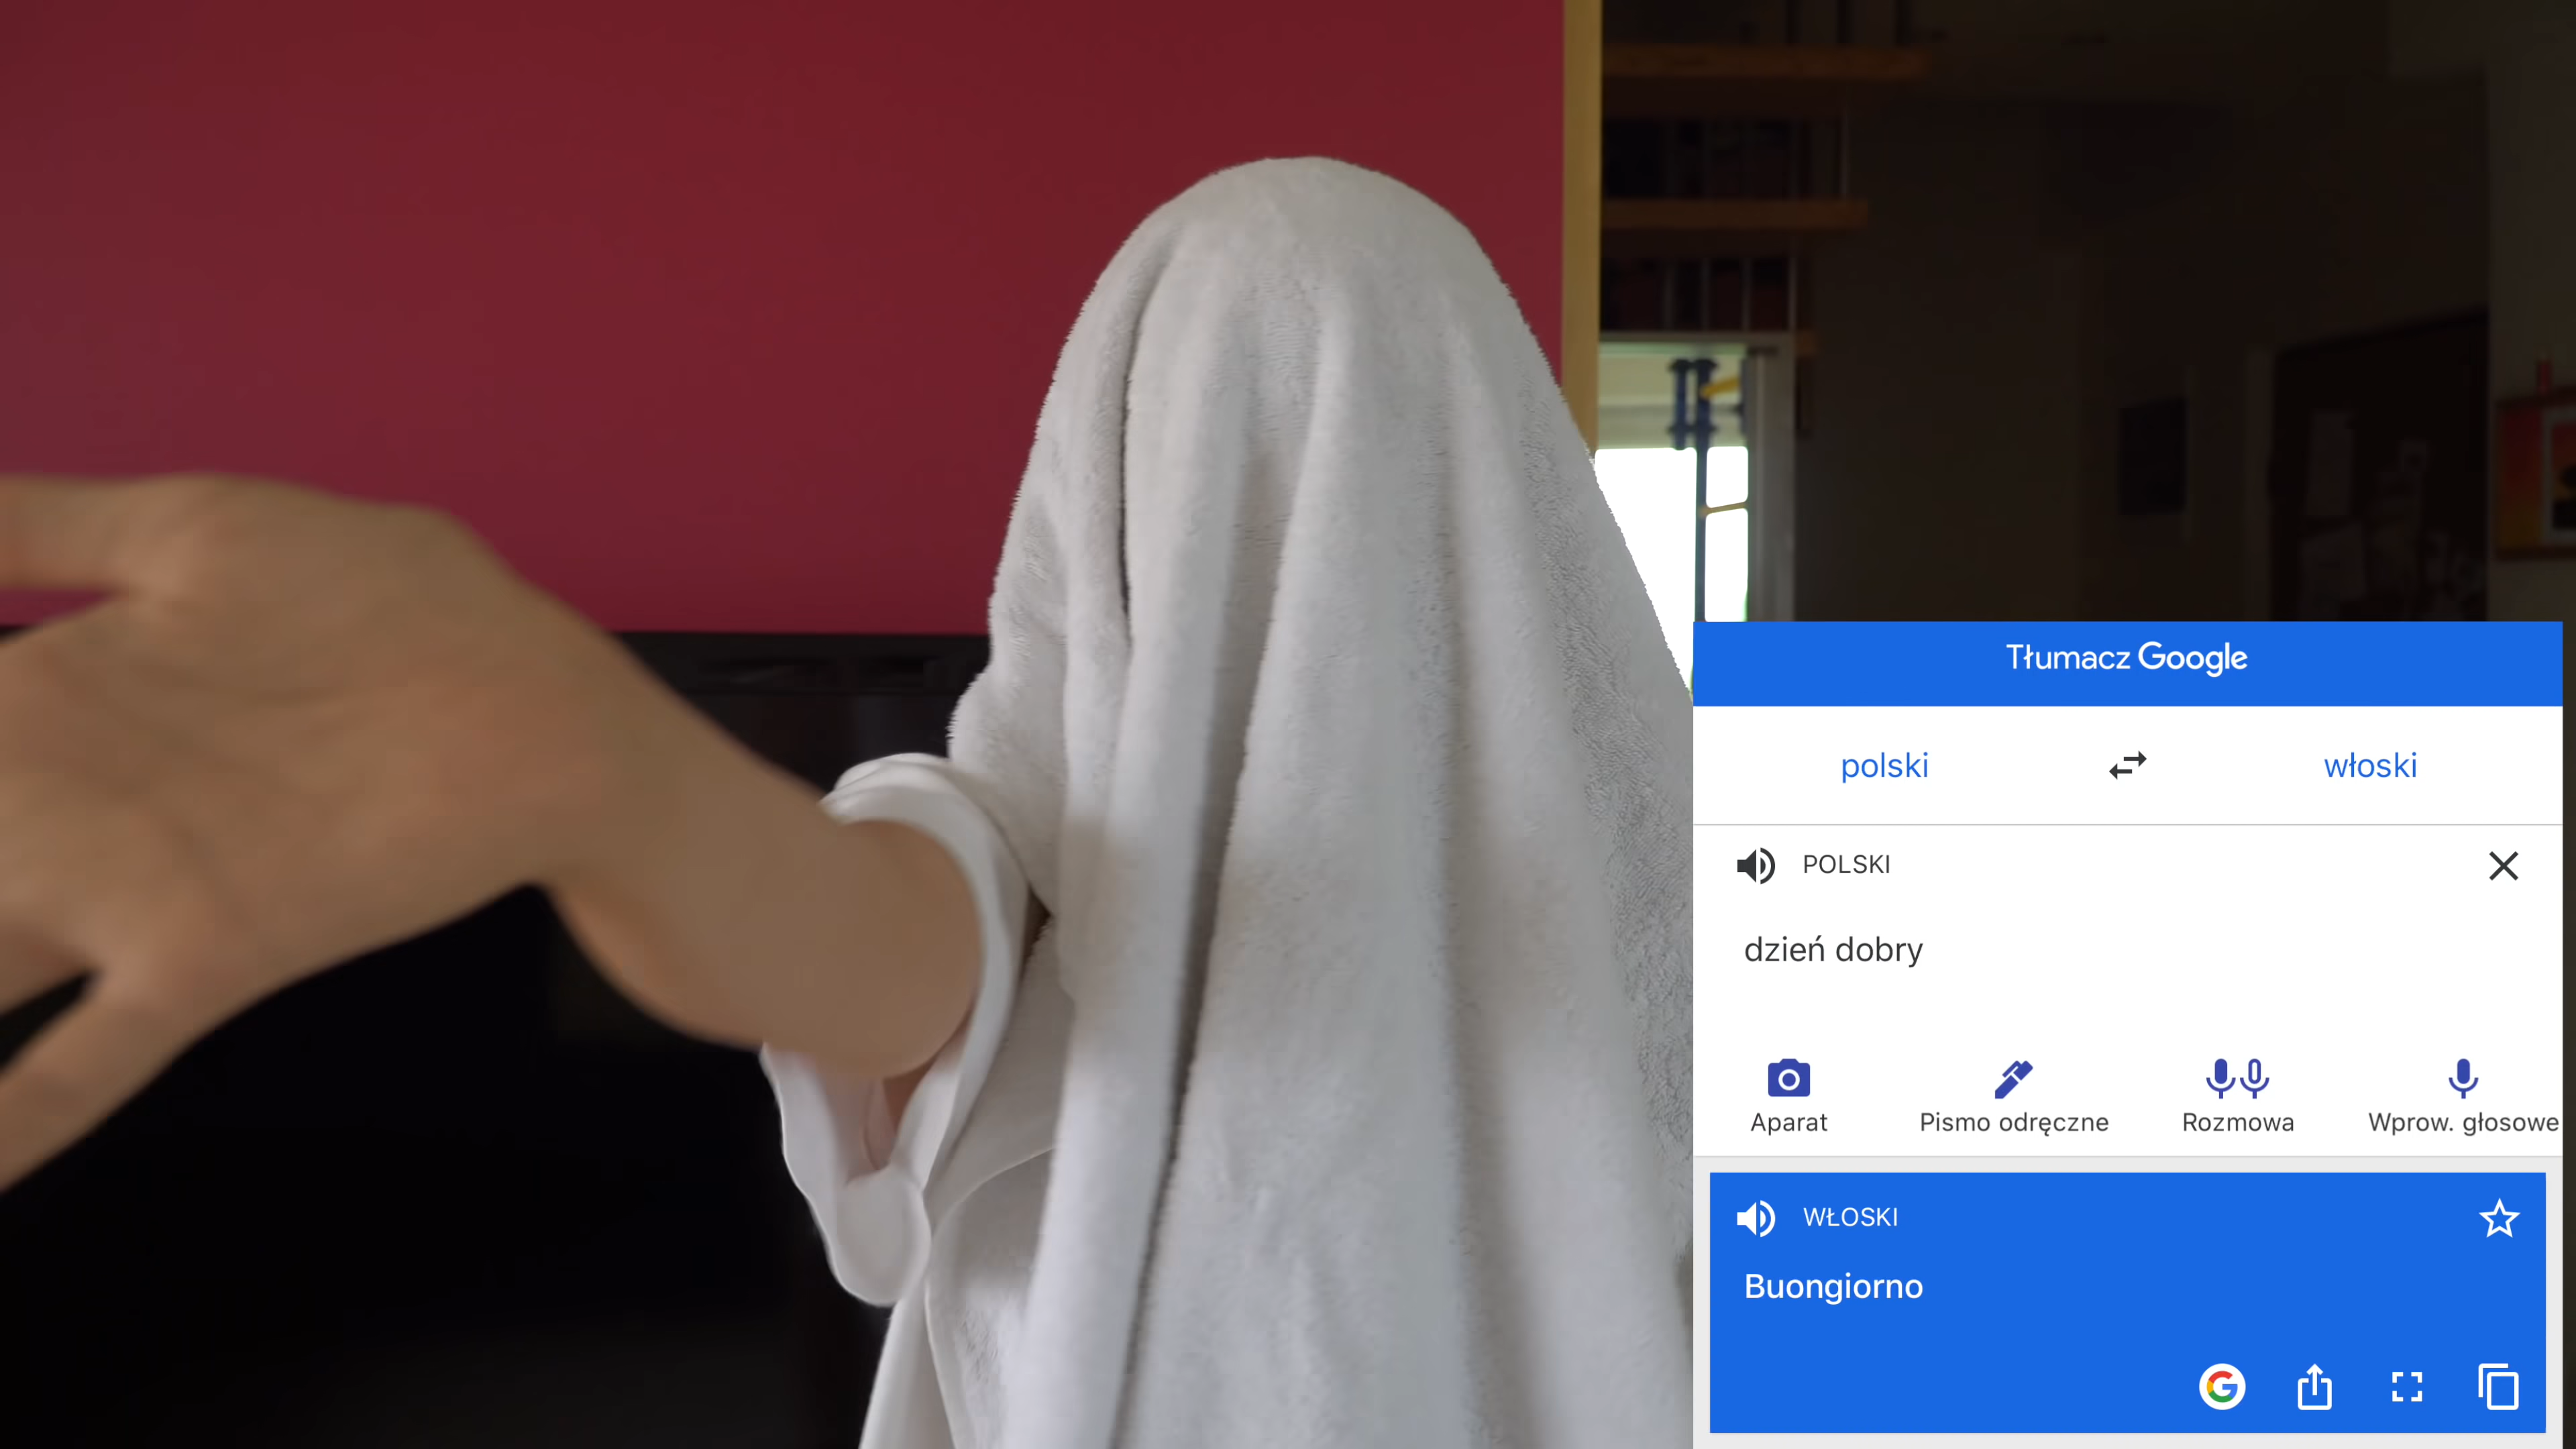 Tłumacz Google
polski
włoski
POLSKI
dzień dobry
Aparat
Pismo odręczne
Rozmowa
Wprow. głosowe
WŁOSKI
Buongiorno